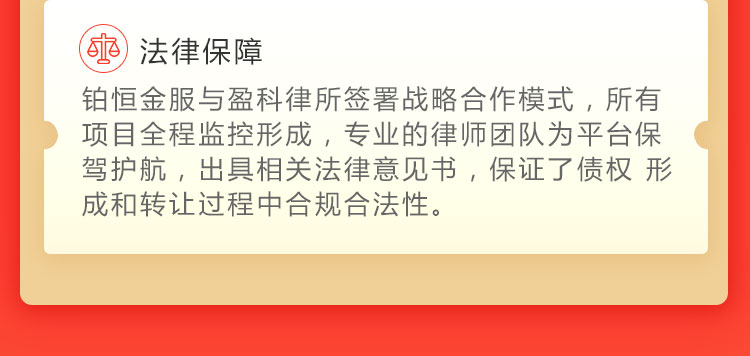 法律保障
铂恒金服与盈科律所签署战略合作模式，所有
项目全程监控形成，专业的律师团队为平台保
驾护航，出具相关法律意见书，保证了债权 形
成和转让过程中合规合法性。